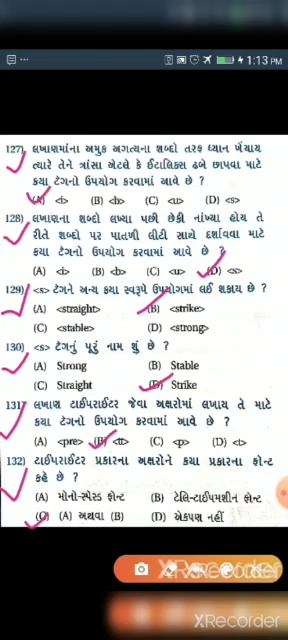 1:13 PM
127) લખાણમાંના અમુક અગત્યના શબ્દો તરફ ધ્યાન ખેંચાય
ત્યારે તેને ત્રાંસા એટલે કે ઈટાલિક્સ ઢબે છાપવા માટે
કયા ટેગનો ઉપયોગ કરવામાં આવે છે ?
(A) <i> (B) <b> (C) <u> (D) <s>
128) લખાણના શબ્દો લખ્યા પછી છેકી નાંખ્યા હોય તે
રીતે શબ્દો પર પાતળી લીટી સાથે દર્શાવવા માટે
કયા ટેગનો ઉપયોગ કરવામાં આવે છે ?
(A) <i> (B) <b> (C) <u> (D) <s>
129) <s> ટેગને અન્ય કયા સ્વરૂપે ઉપયોગમાં લઈ શકાય છે ?
(A) <straight> (B) <strike>
(C) <stable> (D) <strong>
130) <s> ટેગનું પૂરું નામ શું છે ?
(A) Strong (B) Stable
(C) Straight (D) Strike
131) લખાણ ટાઈપરાઈટર જેવા અક્ષરોમાં લખાય તે માટે
કયા ટેગનો ઉપયોગ કરવામાં આવે છે ?
(A) <pre> (B) <tt> (C) <p> (D) <t>
132) ટાઈપરાઈટર પ્રકારના અક્ષરોને કયા પ્રકારના ફોન્ટ
કહે છે ?
(A) મોનો-સ્પેસ્ડ ફોન્ટ (B) ટેલિન્ટાઈપમશીન ફોન્ટ
(C) (A) અથવા (B) (D) એકપણ નહીં
XRecorder
XRecorder